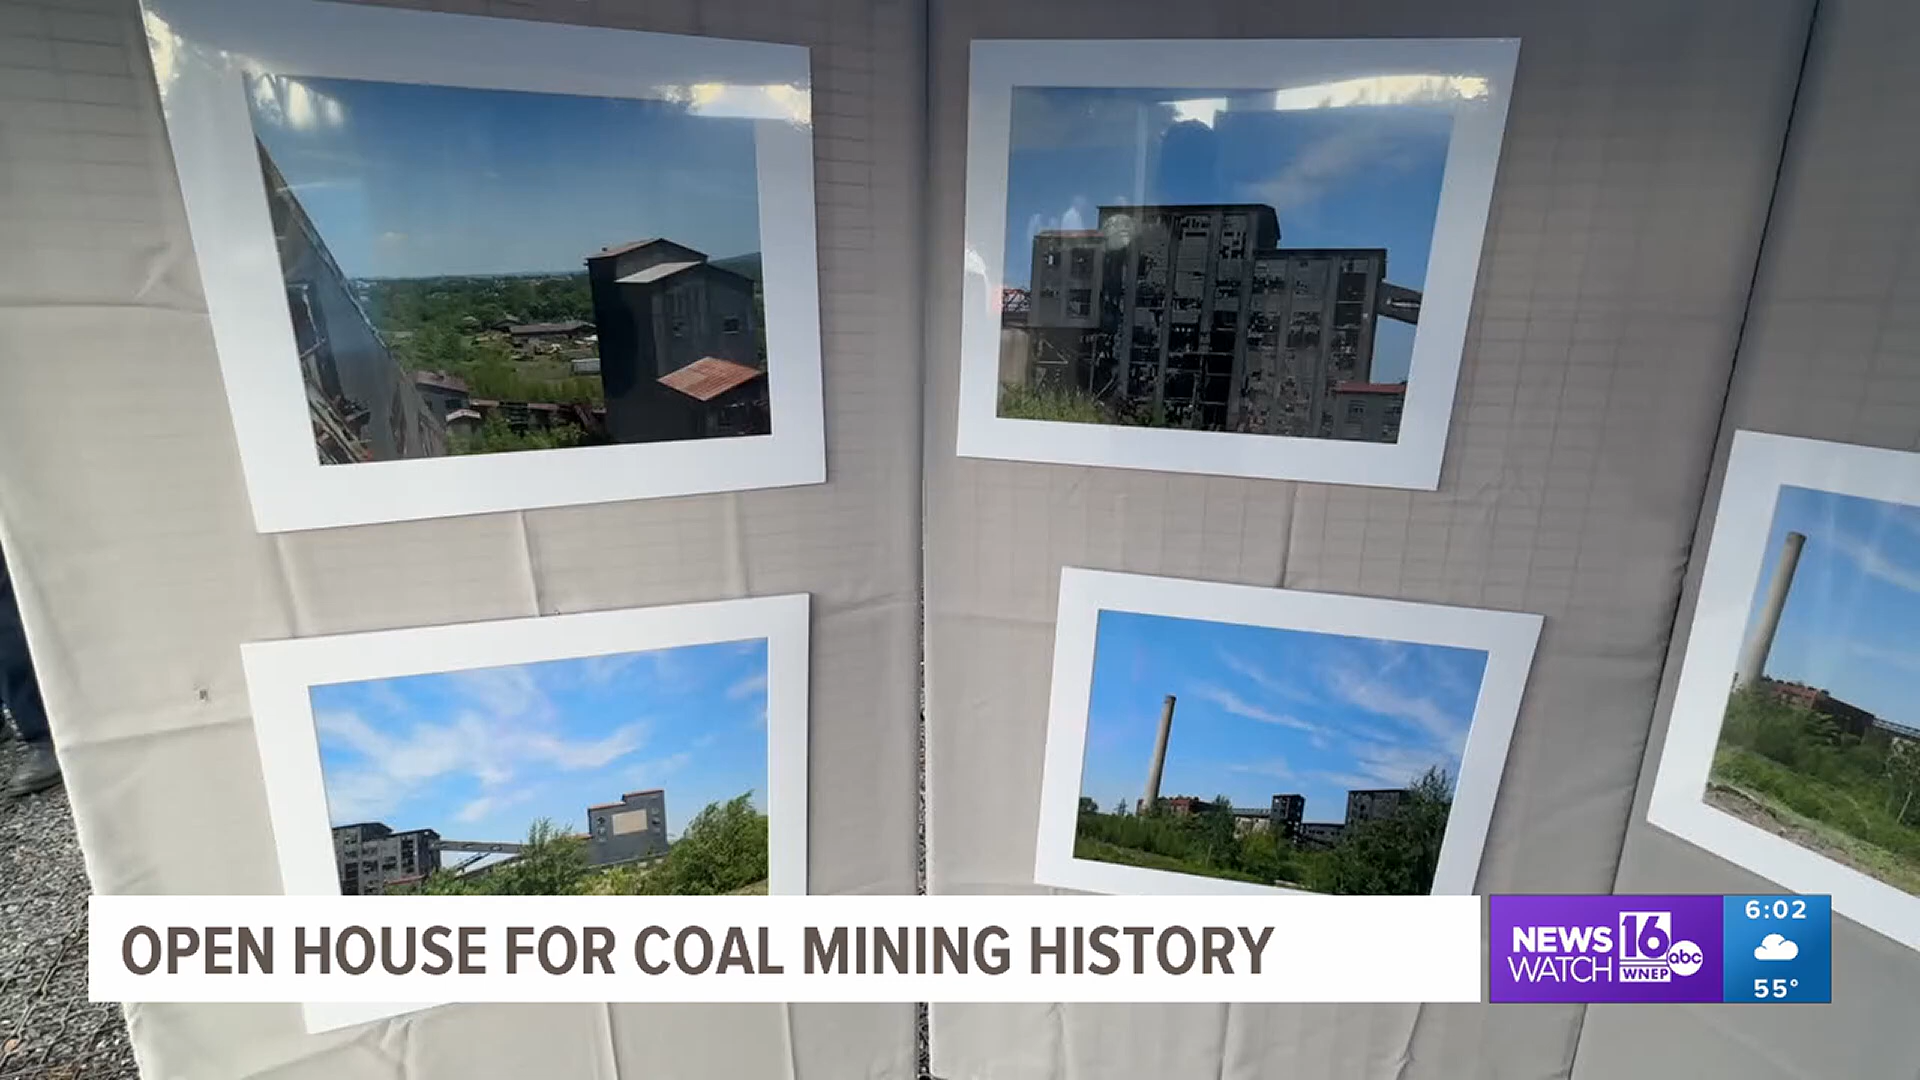 OPEN HOUSE FOR COAL MINING HISTORY
NEWS
WATCH
16
WNEP
abc
6:02
55°